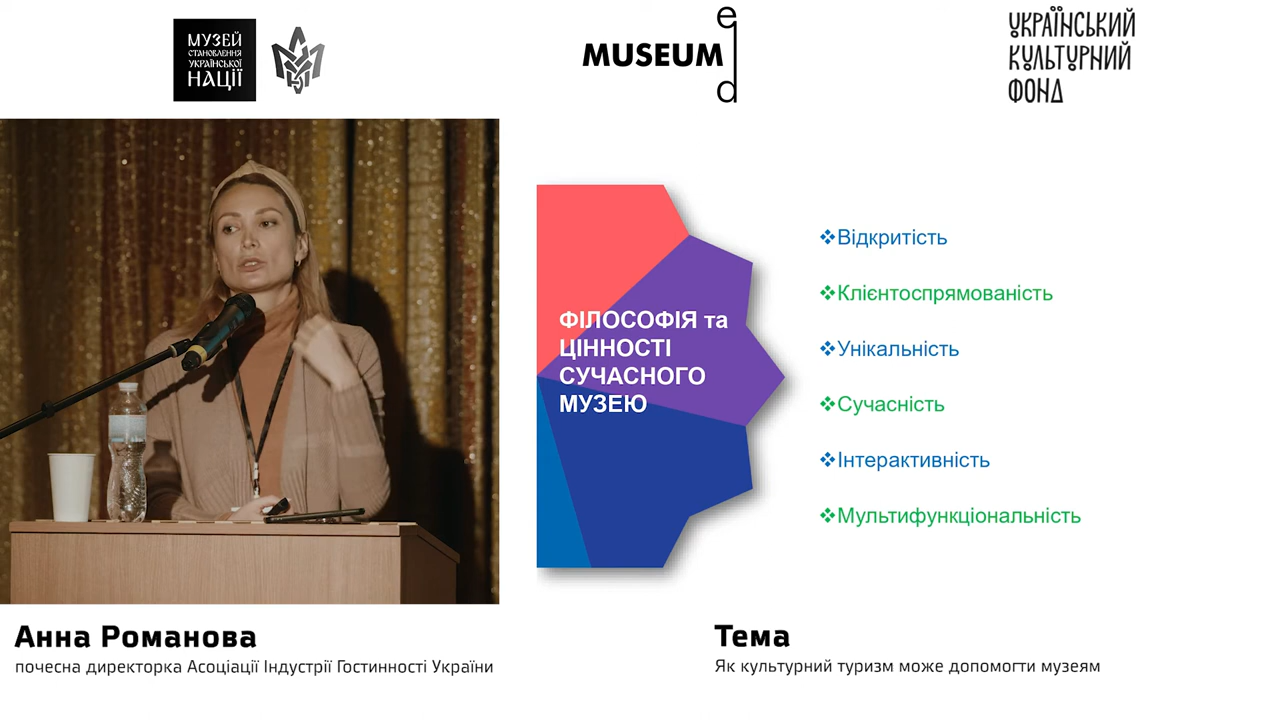 МУЗЕЙ
СТАНОВЛЕННЯ
УКРАЇНСЬКОЇ
НАЦІЇ
MUSEUM
ed
УКРАЇНСЬКИЙ
КУЛЬТУРНИЙ
ФОНД
ФІЛОСОФІЯ та
ЦІННОСТІ
СУЧАСНОГО
МУЗЕЮ
❖Відкритість
❖Клієнтоспрямованість
❖Унікальність
❖Сучасність
❖Інтерактивність
❖Мультифункціональність
Анна Романова
почесна директорка Асоціації Індустрії Гостинності України
Тема
Як культурний туризм може допомогти музеям